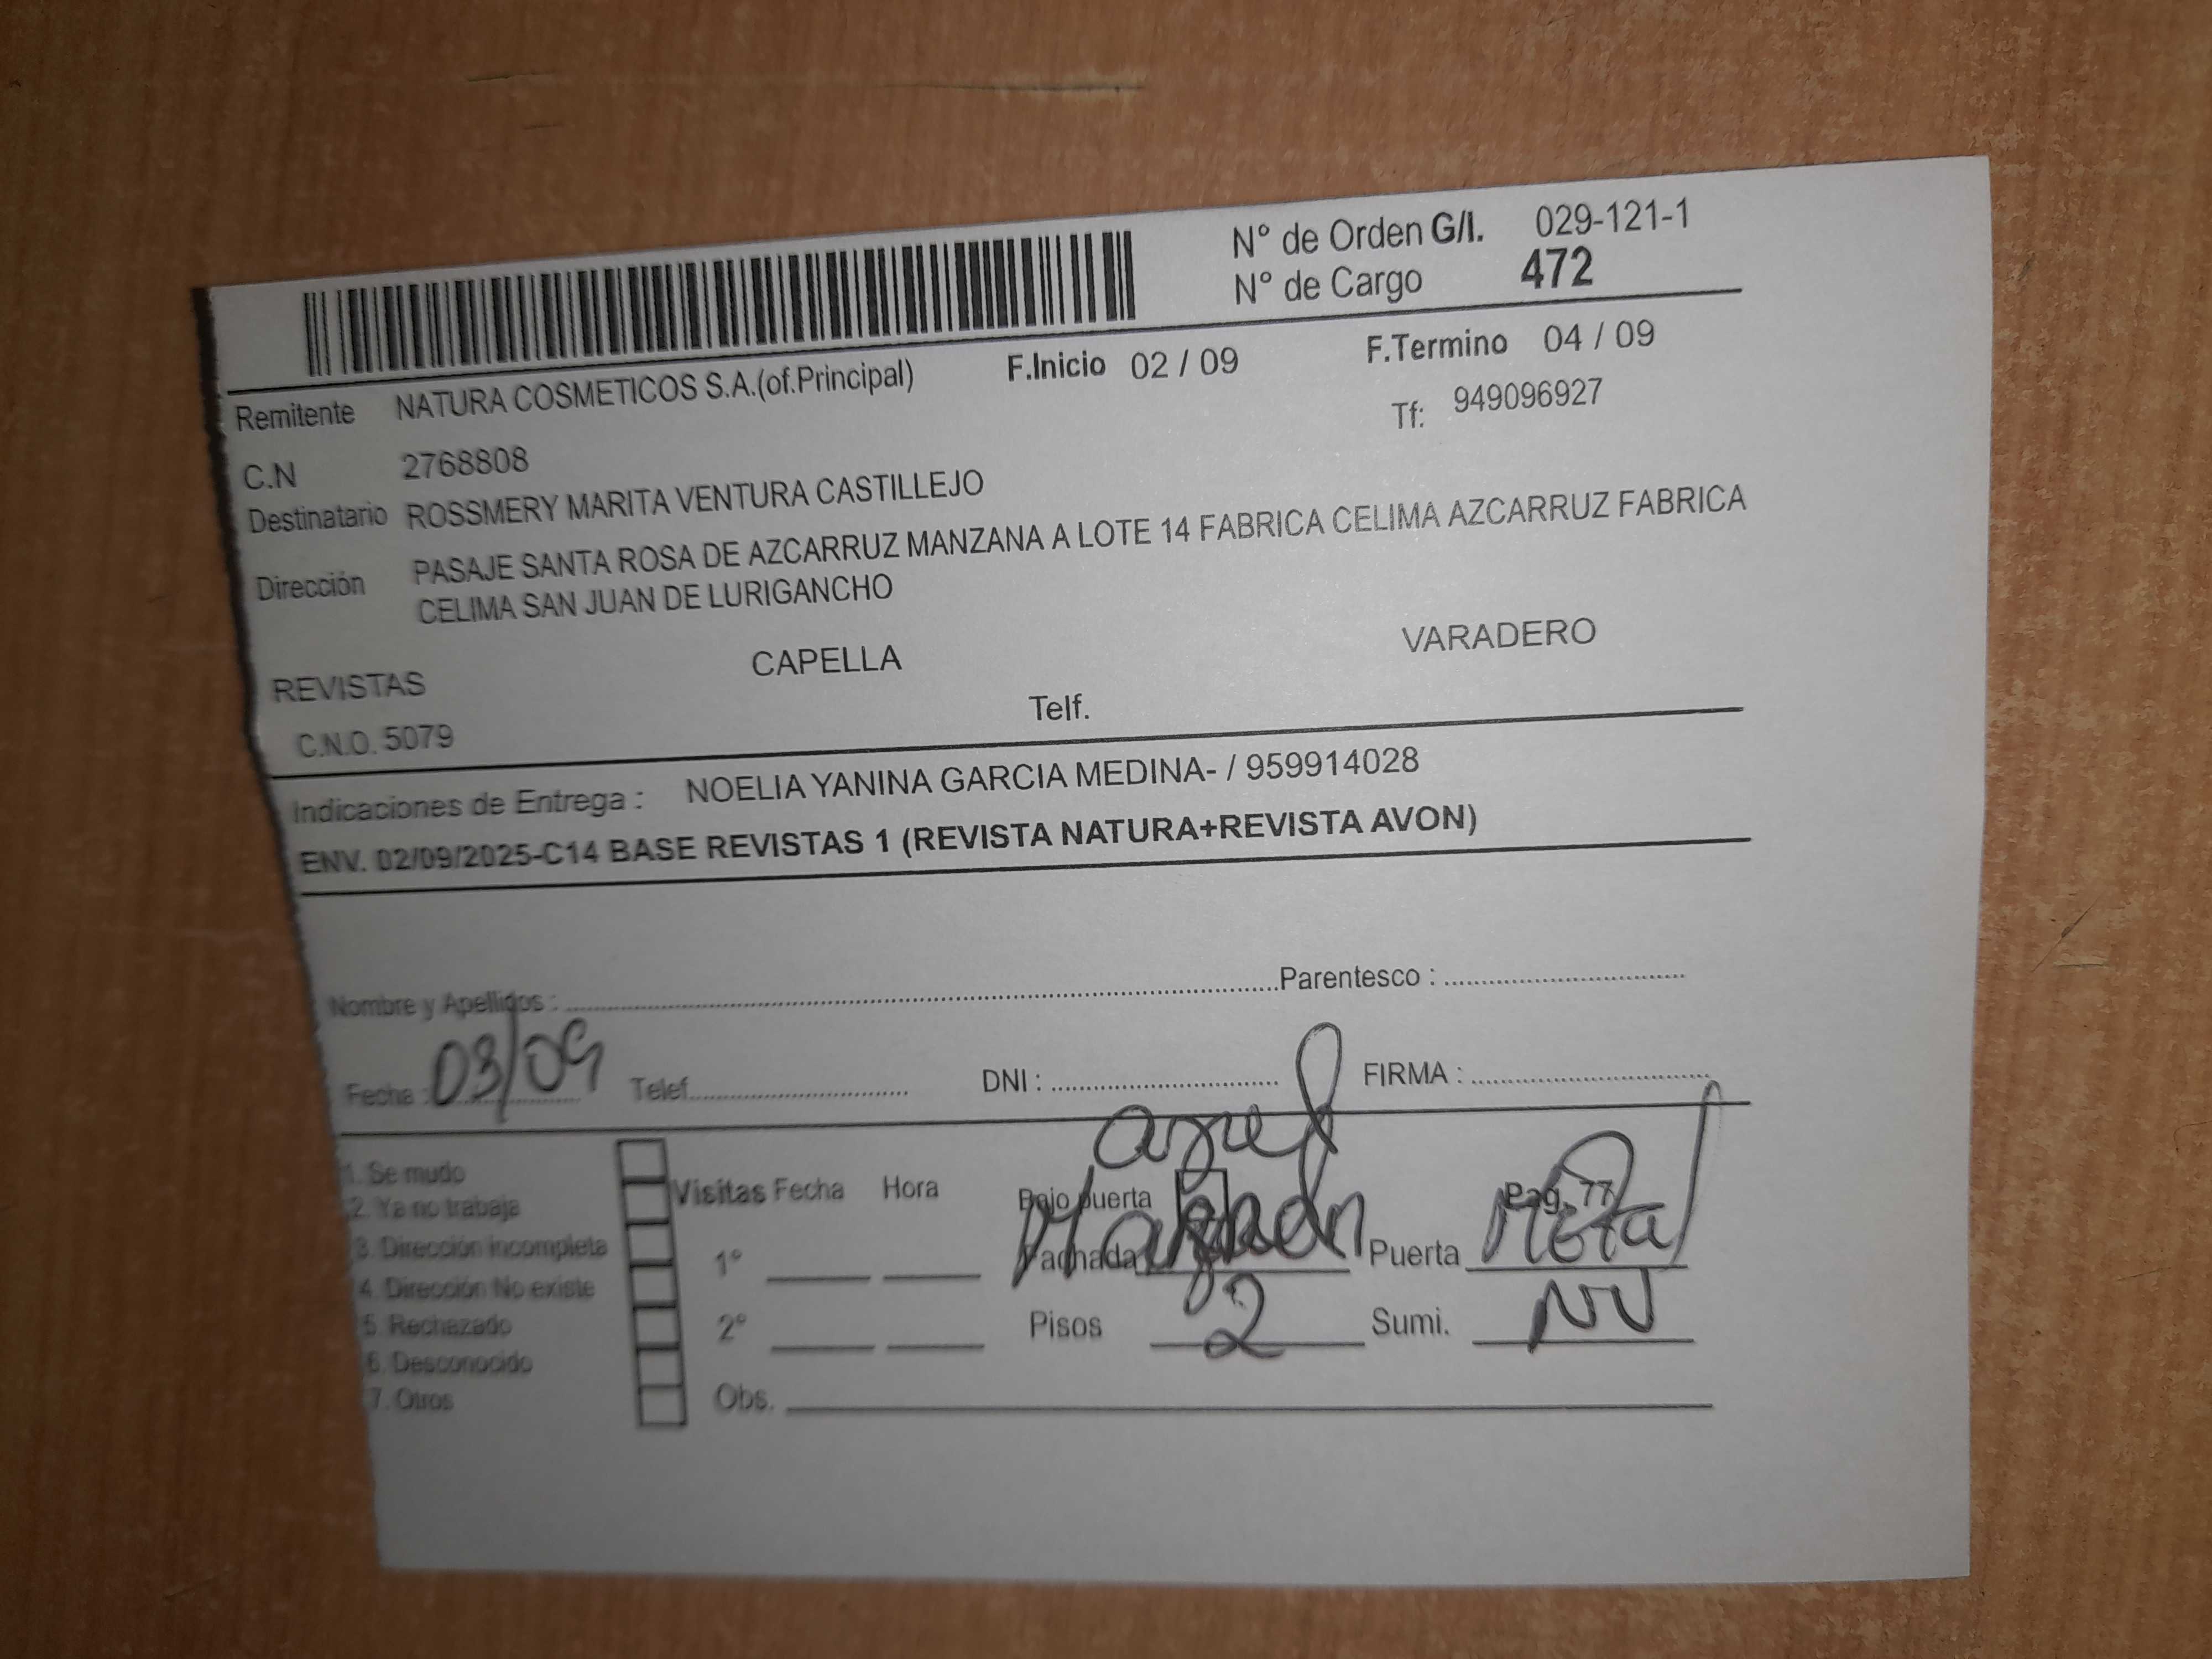 N° de Orden G/I. 029-121-1
N° de Cargo 472
Remitente NATURA COSMETICOS S.A.(of.Principal) F.Inicio 02 / 09 F.Termino 04 / 09
C.N 2768808 Tf: 949096927
Destinatario ROSSMERY MARITA VENTURA CASTILLEJO
Dirección PASAJE SANTA ROSA DE AZCARRUZ MANZANA A LOTE 14 FABRICA CELIMA AZCARRUZ FABRICA
CELIMA SAN JUAN DE LURIGANCHO
REVISTAS CAPELLA VARADERO
C.N.O. 5079 Telf.
Indicaciones de Entrega : NOELIA YANINA GARCIA MEDINA- / 959914028
ENV. 02/09/2025-C14 BASE REVISTAS 1 (REVISTA NATURA+REVISTA AVON)
Nombre y Apellidos : Parentesco :
Fecha : 03/09 Telef. DNI : FIRMA :
1. Se mudo
2. Ya no trabaja
3. Dirección incompleta
4. Dirección No existe
5. Rechazado
6. Desconocido
7. Otros
Visitas Fecha Hora
1°
2°
Obs.
Bajo puerta Pag. 77
Fachada Puerta Metal
Pisos 2 Sumi. NV